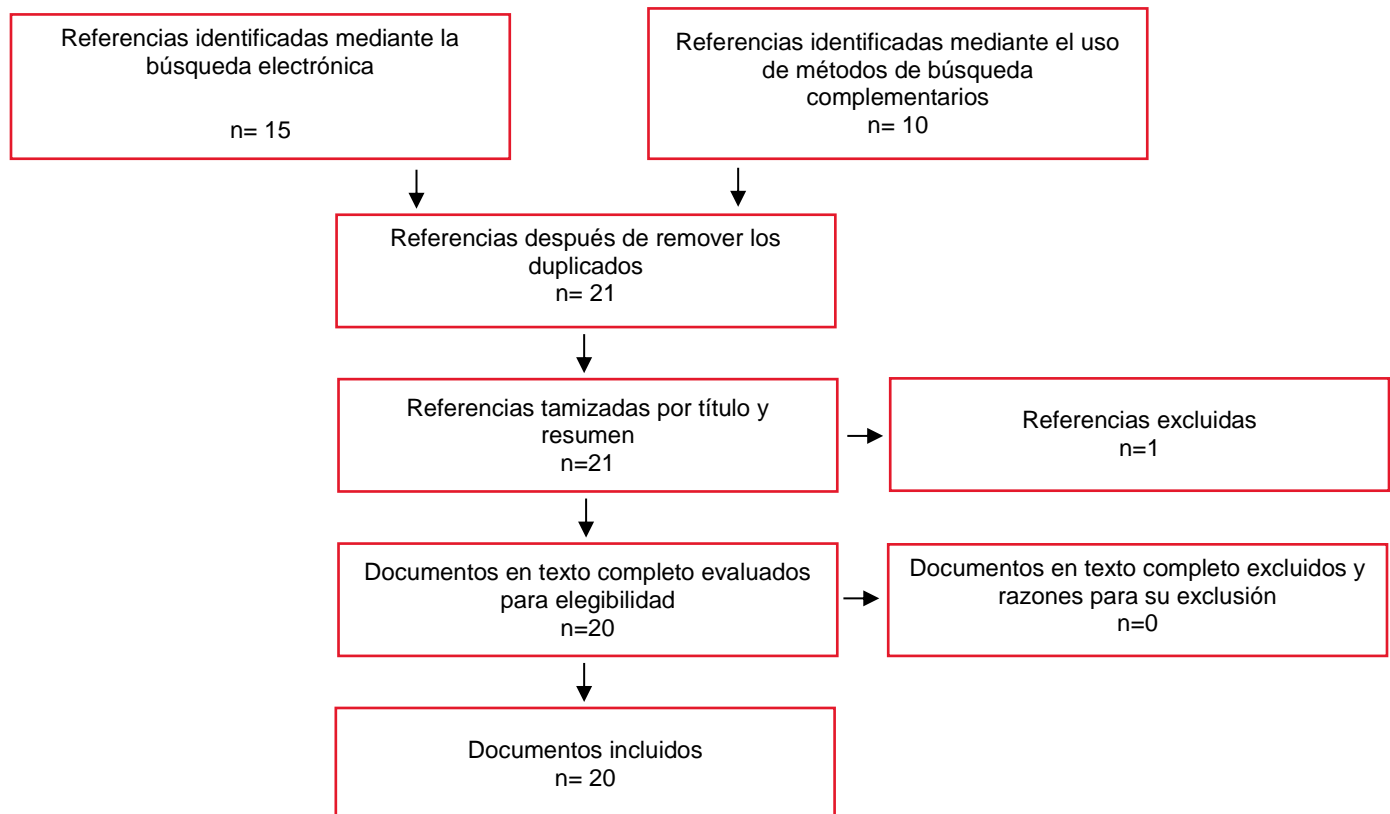 Referencias identificadas mediante la
búsqueda electrónica
n= 15
Referencias identificadas mediante el uso
de métodos de búsqueda
complementarios
n= 10
Referencias después de remover los
duplicados
n= 21
Referencias tamizadas por título y
resumen
n=21
Referencias excluidas
n=1
Documentos en texto completo evaluados
para elegibilidad
n=20
Documentos en texto completo excluidos y
razones para su exclusión
n=0
Documentos incluidos
n= 20